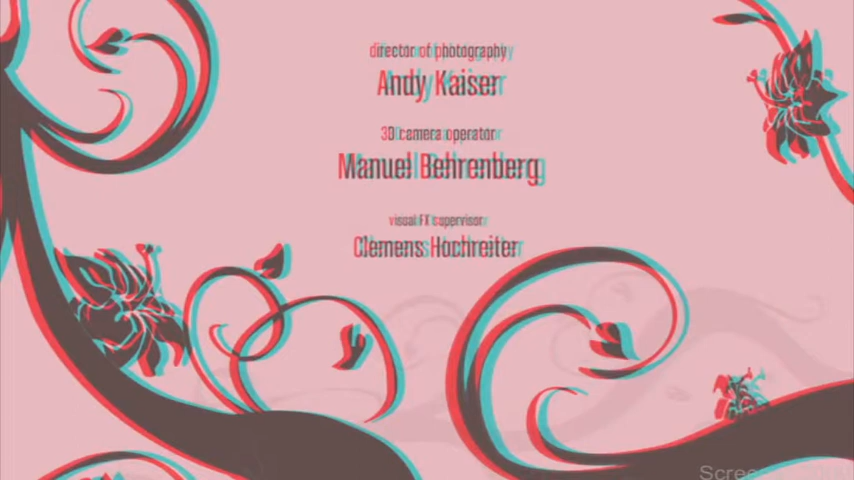 director of photography
Andy Kaiser
3D camera operator
Manuel Behrenberg
visual FX supervisor
Clemens Hochreiter